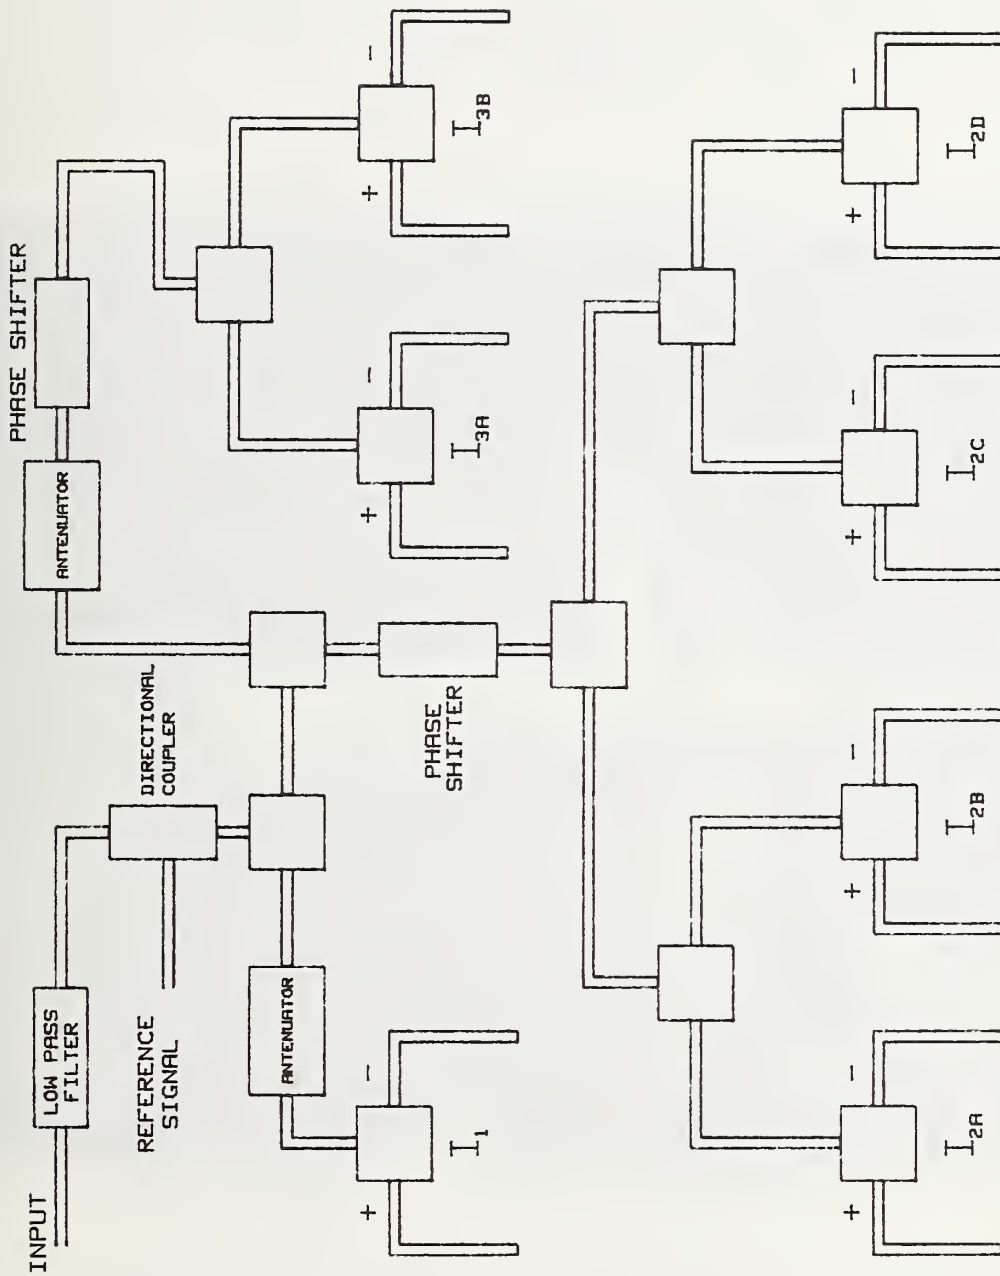 INPUT
LOW PASS
FILTER
REFERENCE
SIGNAL
DIRECTIONAL
COUPLER
ANTENUATOR
PHASE SHIFTER
ANTENUATOR
PHASE
SHIFTER
+ − I₁
+ − I₃A
+ − I₃B
+ − I₂A
+ − I₂B
+ − I₂C
+ − I₂D